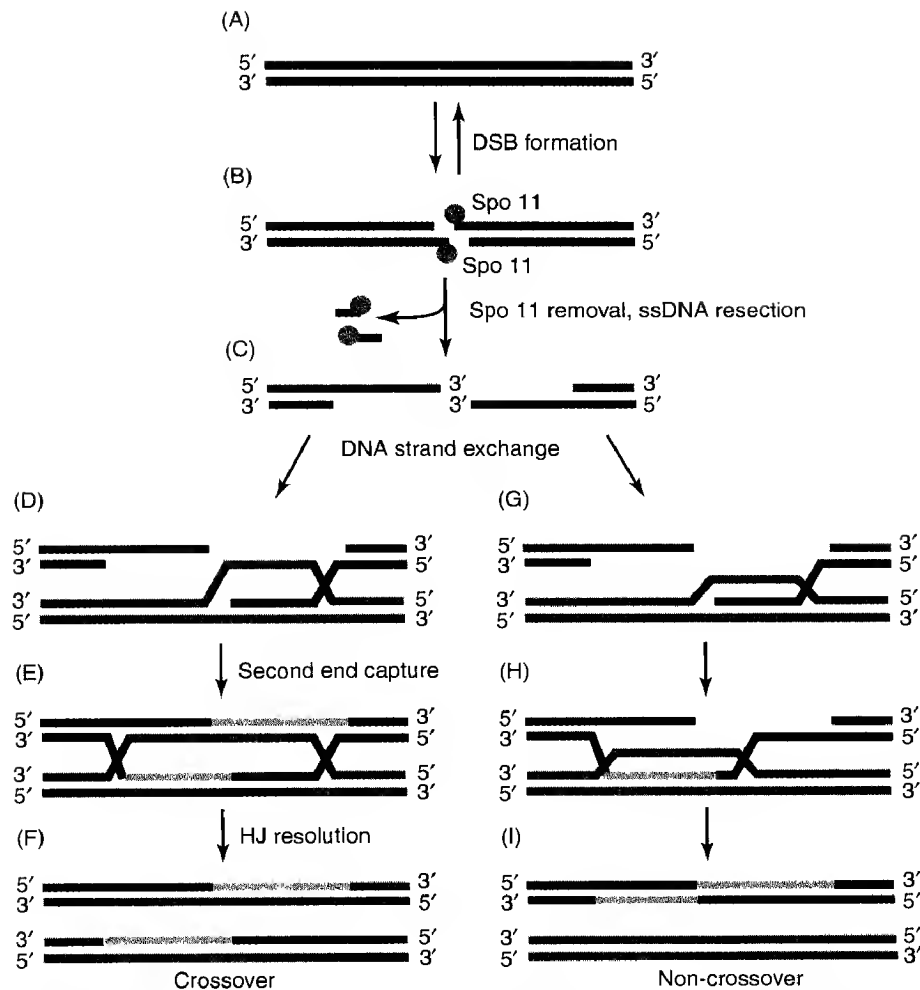 (A)
5′ 3′
3′ 5′
DSB formation
(B)
Spo 11
5′ 3′
3′ 5′
Spo 11
Spo 11 removal, ssDNA resection
(C)
5′ 3′ 3′
3′ 3′ 5′
DNA strand exchange
(D)
5′ 3′
3′ 5′
3′ 5′
5′ 3′
Second end capture
(E)
5′ 3′
3′ 5′
3′ 5′
5′ 3′
HJ resolution
(F)
5′ 3′
3′ 5′
3′ 5′
5′ 3′
Crossover
(G)
5′ 3′
3′ 5′
3′ 5′
5′ 3′
(H)
5′ 3′
3′ 5′
3′ 5′
5′ 3′
(I)
5′ 3′
3′ 5′
3′ 5′
5′ 3′
Non-crossover